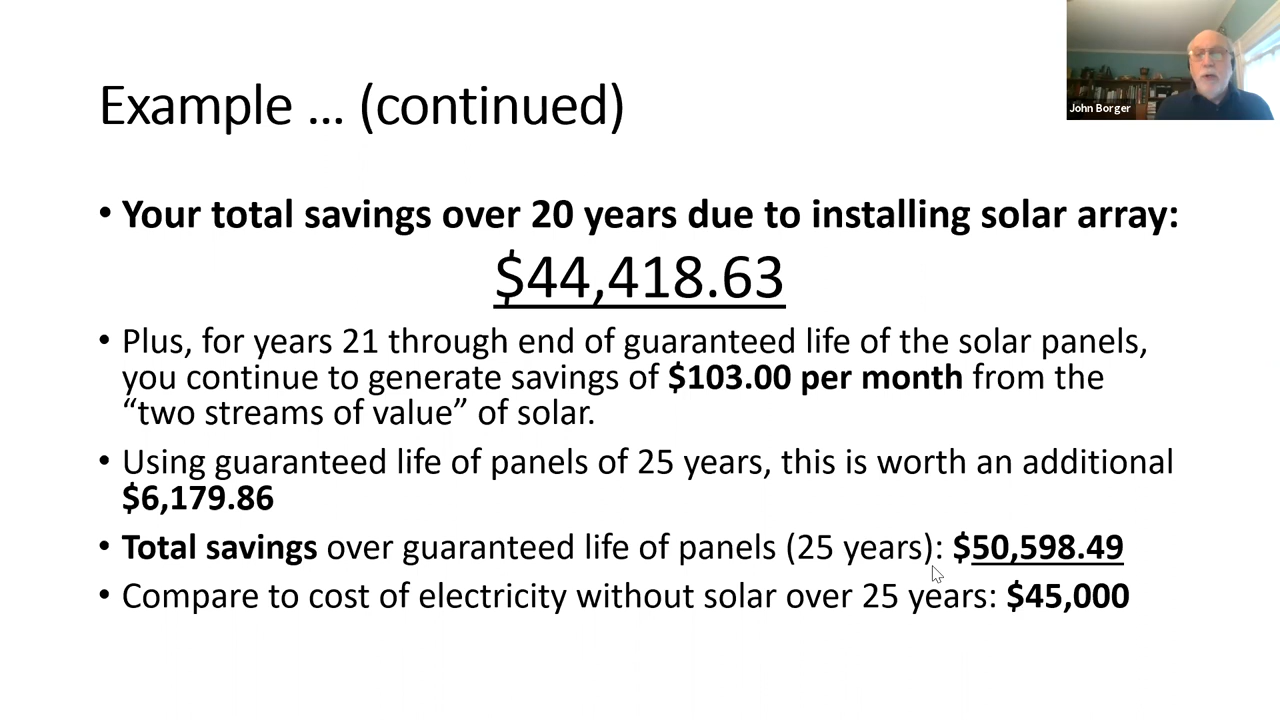 John Borger
Example … (continued)
• Your total savings over 20 years due to installing solar array:
$44,418.63
• Plus, for years 21 through end of guaranteed life of the solar panels,
you continue to generate savings of $103.00 per month from the
“two streams of value” of solar.
• Using guaranteed life of panels of 25 years, this is worth an additional
$6,179.86
• Total savings over guaranteed life of panels (25 years): $50,598.49
• Compare to cost of electricity without solar over 25 years: $45,000